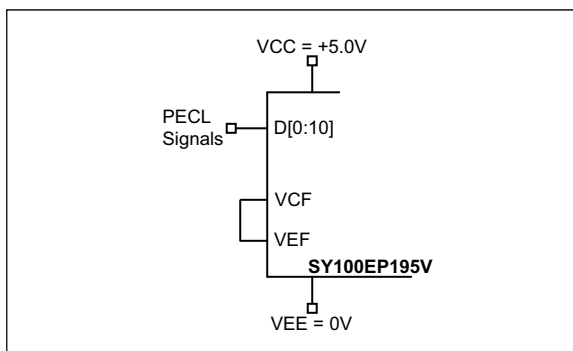 VCC = +5.0V
PECL
Signals
D[0:10]
VCF
VEF
SY100EP195V
VEE = 0V